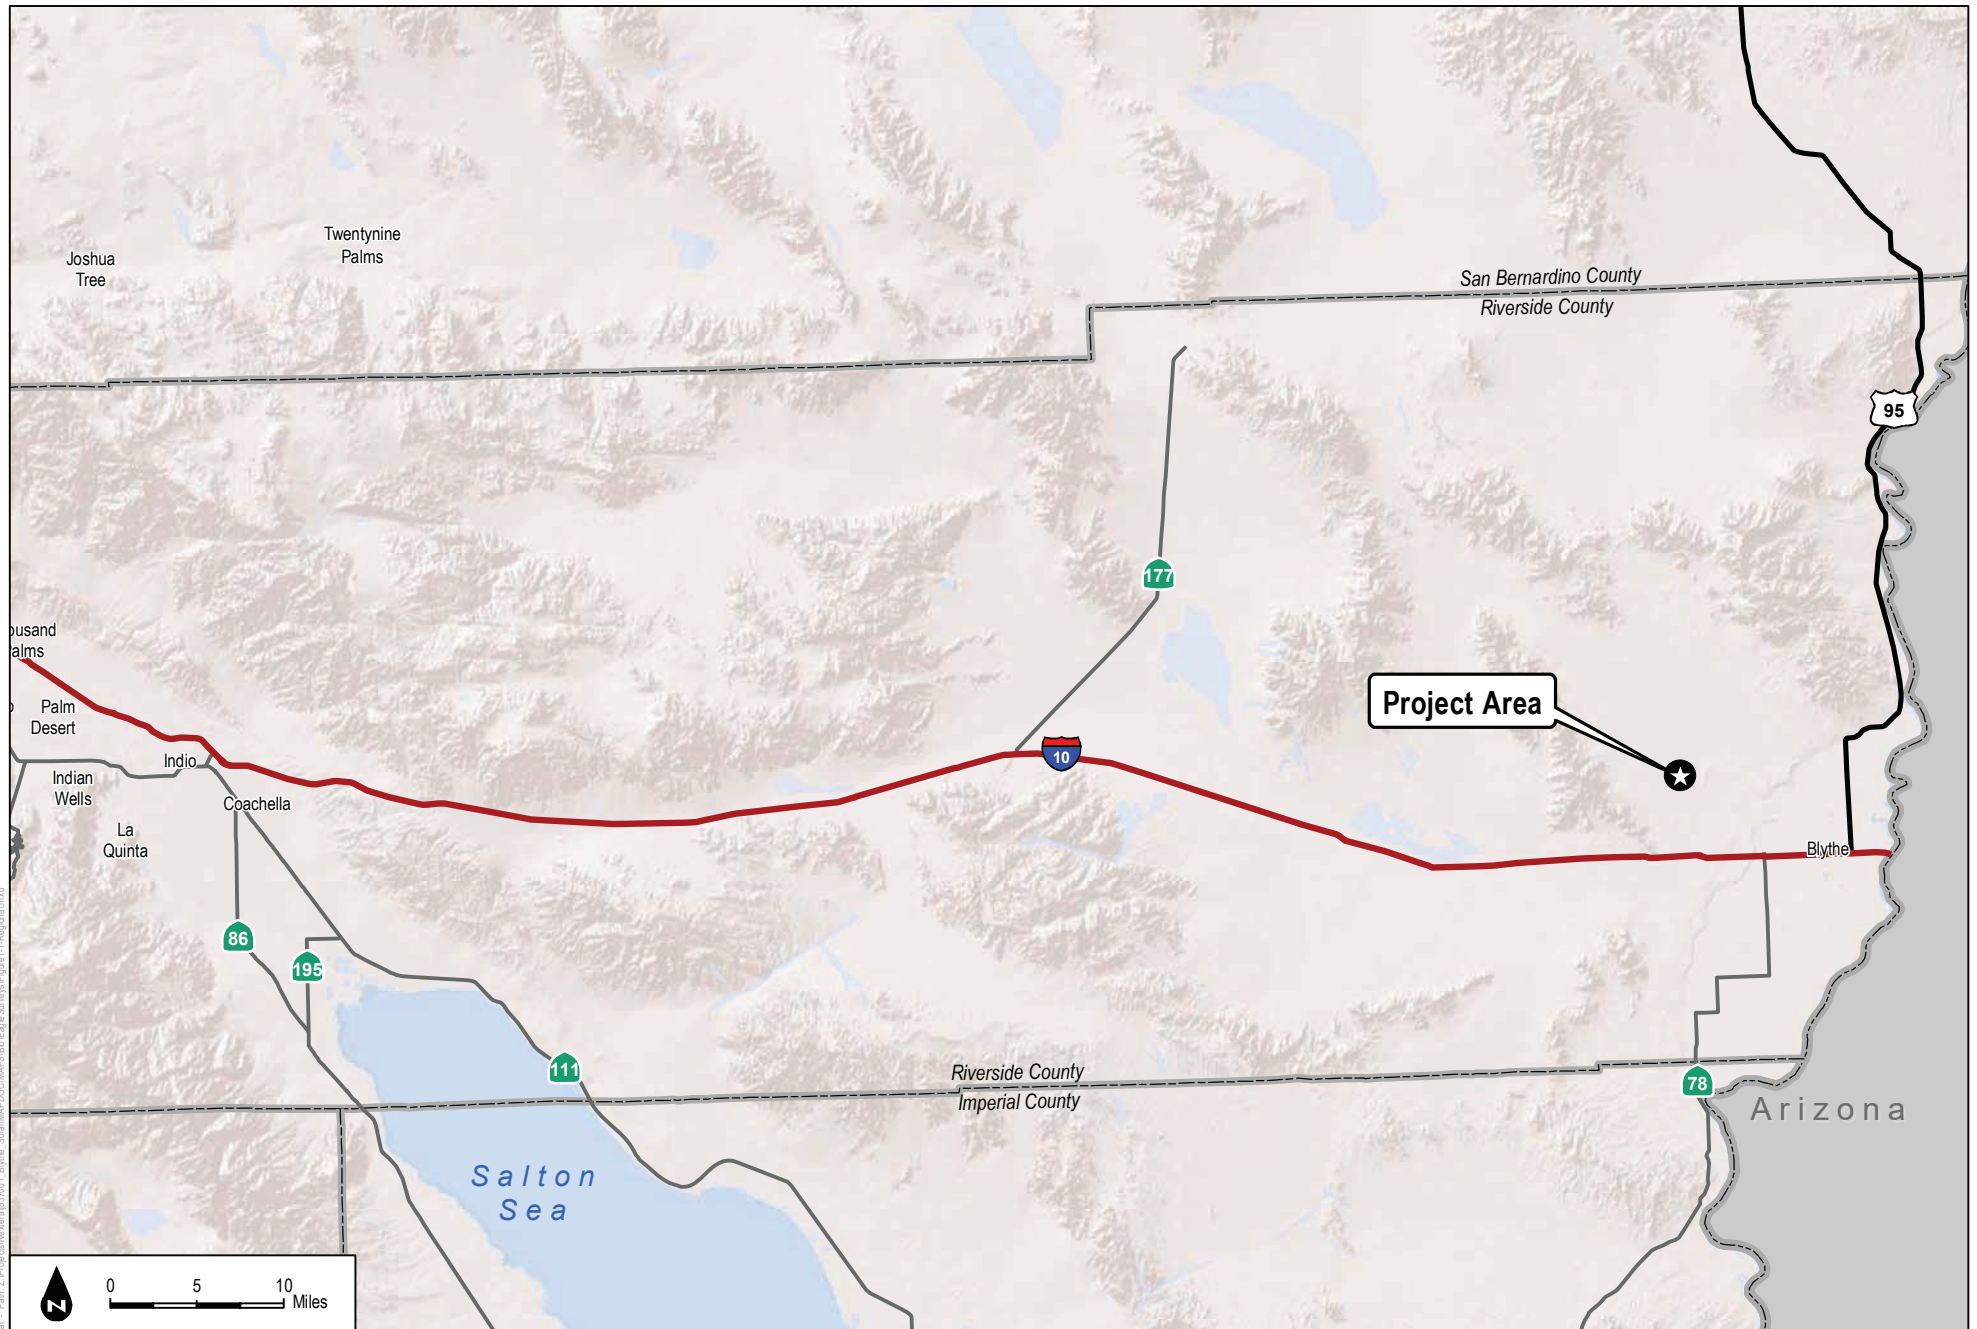 San Bernardino County
Riverside County
Twentynine
Palms
Joshua
Tree
95
177
Palms
Project Area
Palm
Desert
10
Indio
Indian
Wells
Coachella
La
Quinta
Blythe
86
195
111
Riverside County
Imperial County
78
Arizona
Salton
Sea
N
0 5 10
Miles